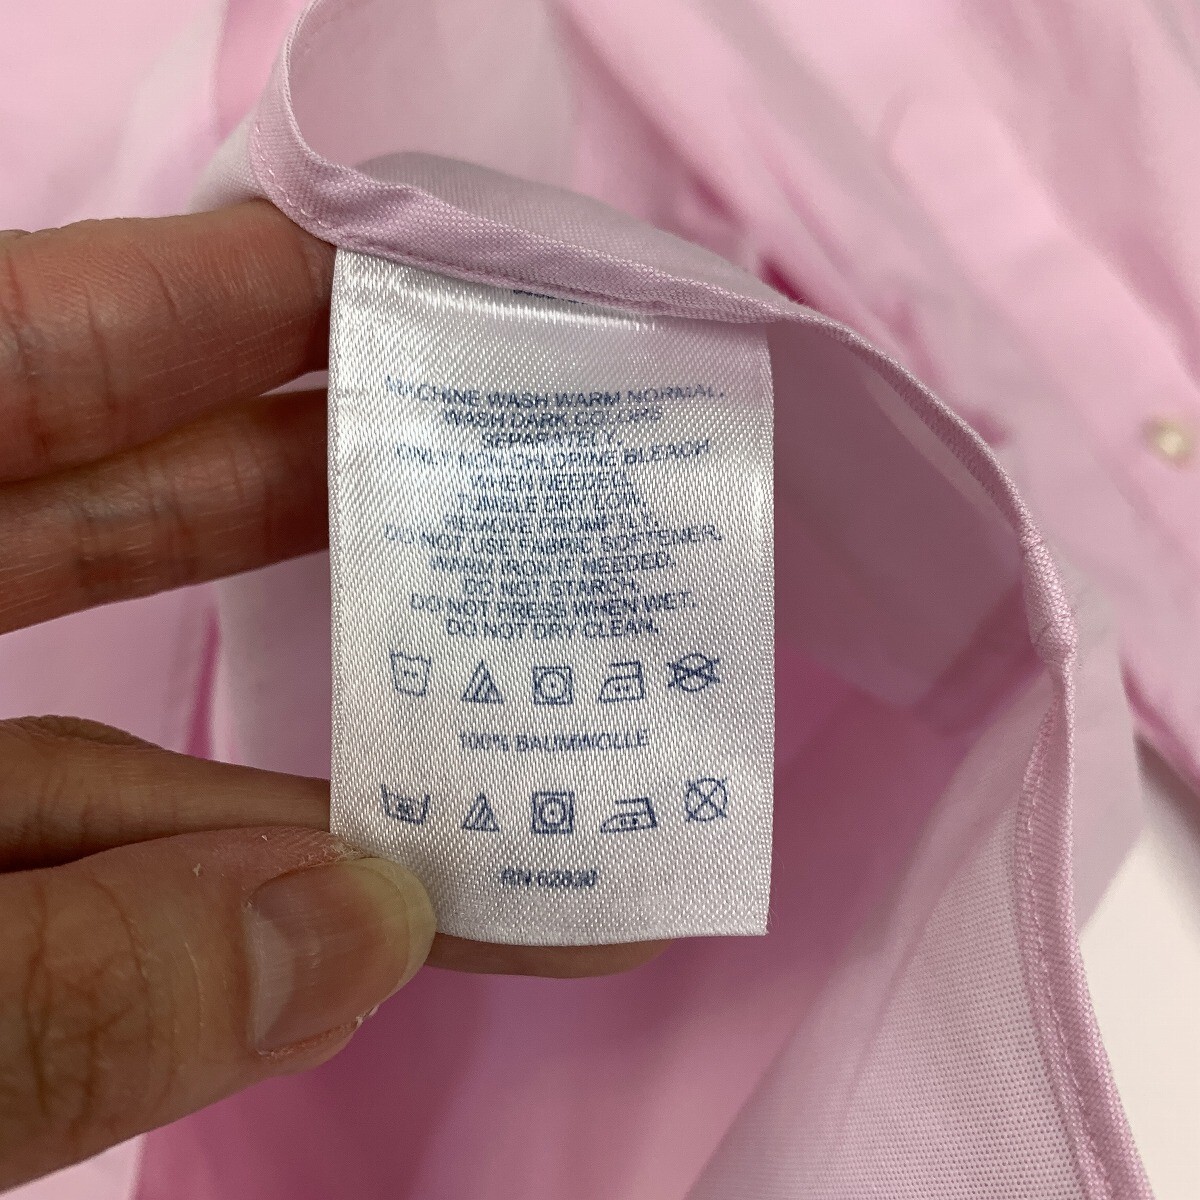 MACHINE WASH WARM NORMAL.
WASH DARK COLORS
SEPARATELY.
ONLY NON-CHLORINE BLEACH
WHEN NEEDED.
TUMBLE DRY LOW.
REMOVE PROMPTLY.
DO NOT USE FABRIC SOFTENER.
WARM IRON IF NEEDED
DO NOT STARCH.
DO NOT PRESS WHEN WET.
DO NOT DRY CLEAN.
100% BAUMWOLLE
RN